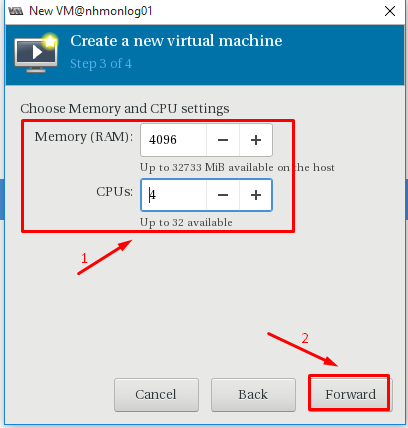 New VM@nhmonlog01
Create a new virtual machine
Step 3 of 4
Choose Memory and CPU settings
Memory (RAM): 4096 − +
Up to 32733 MiB available on the host
CPUs: 4 − +
Up to 32 available
1
2
Cancel Back Forward